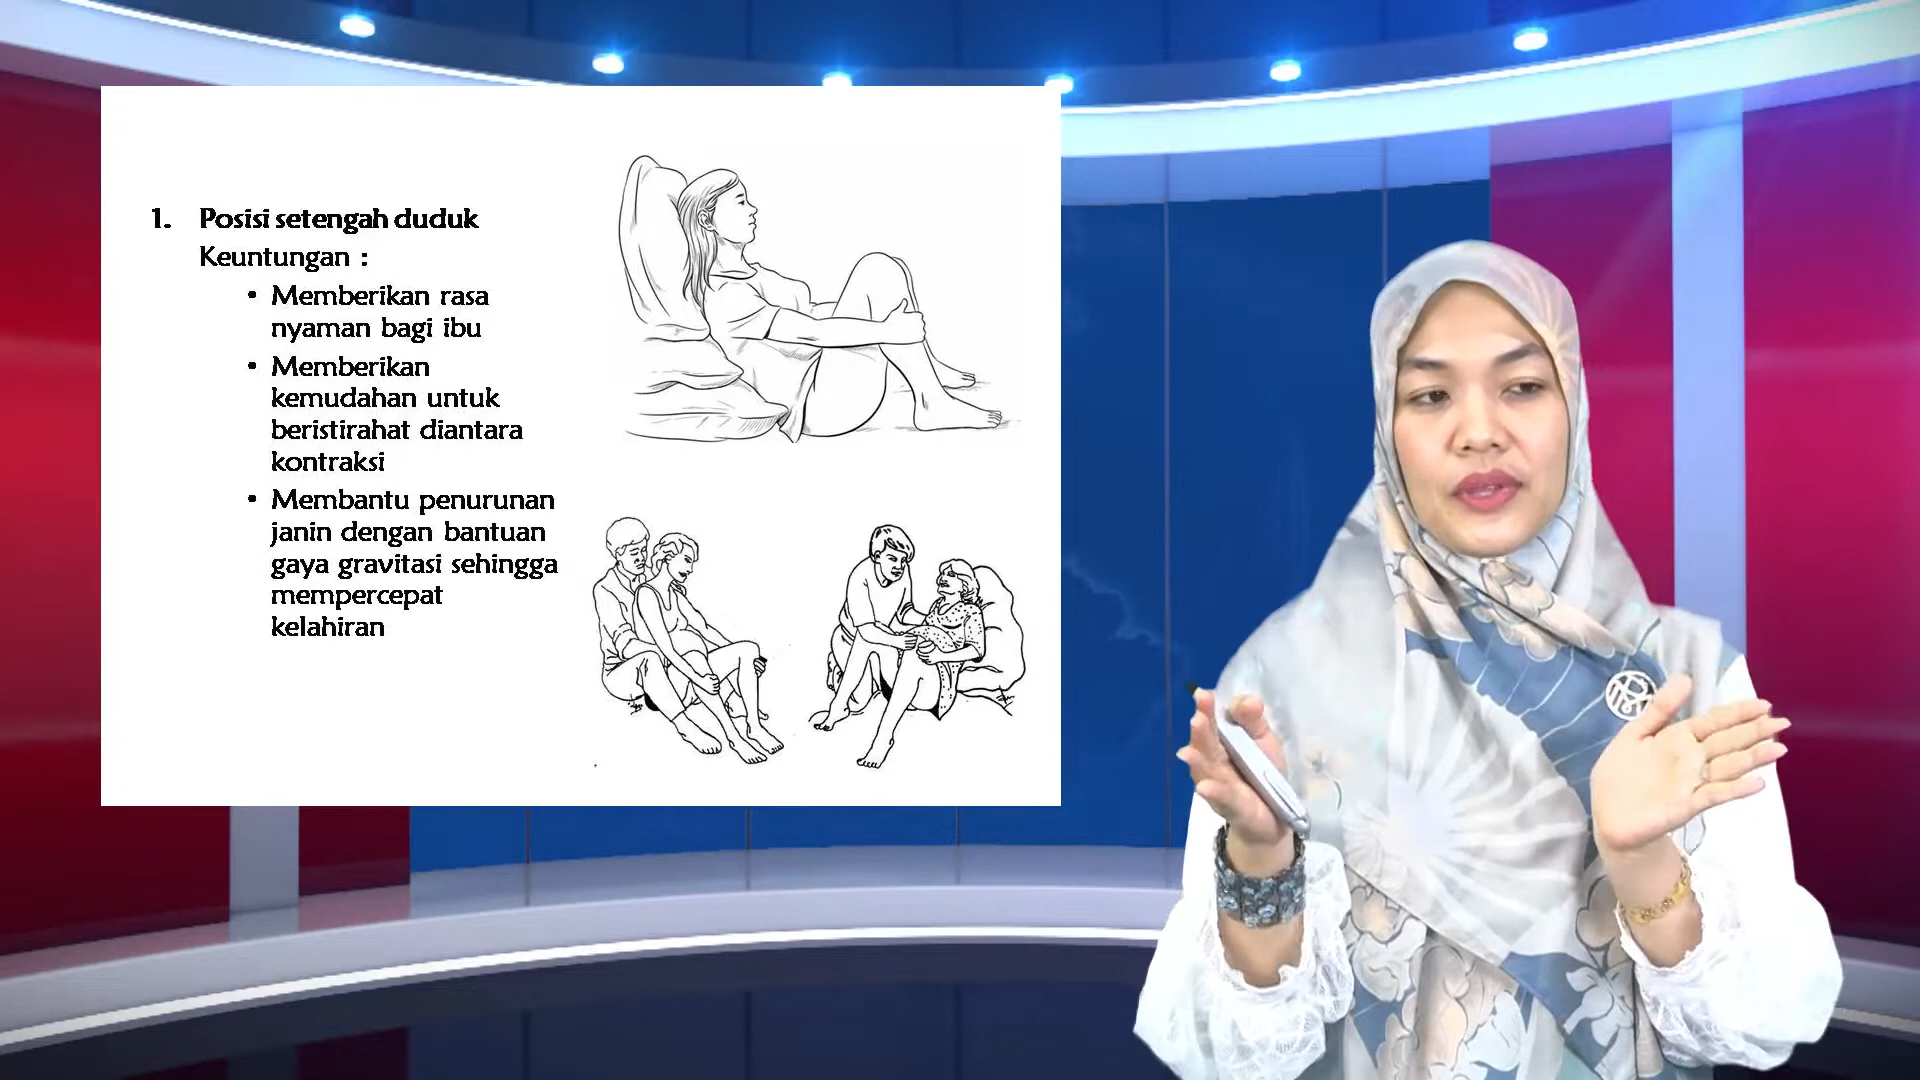 1. Posisi setengah duduk
Keuntungan :
• Memberikan rasa
nyaman bagi ibu
• Memberikan
kemudahan untuk
beristirahat diantara
kontraksi
• Membantu penurunan
janin dengan bantuan
gaya gravitasi sehingga
mempercepat
kelahiran